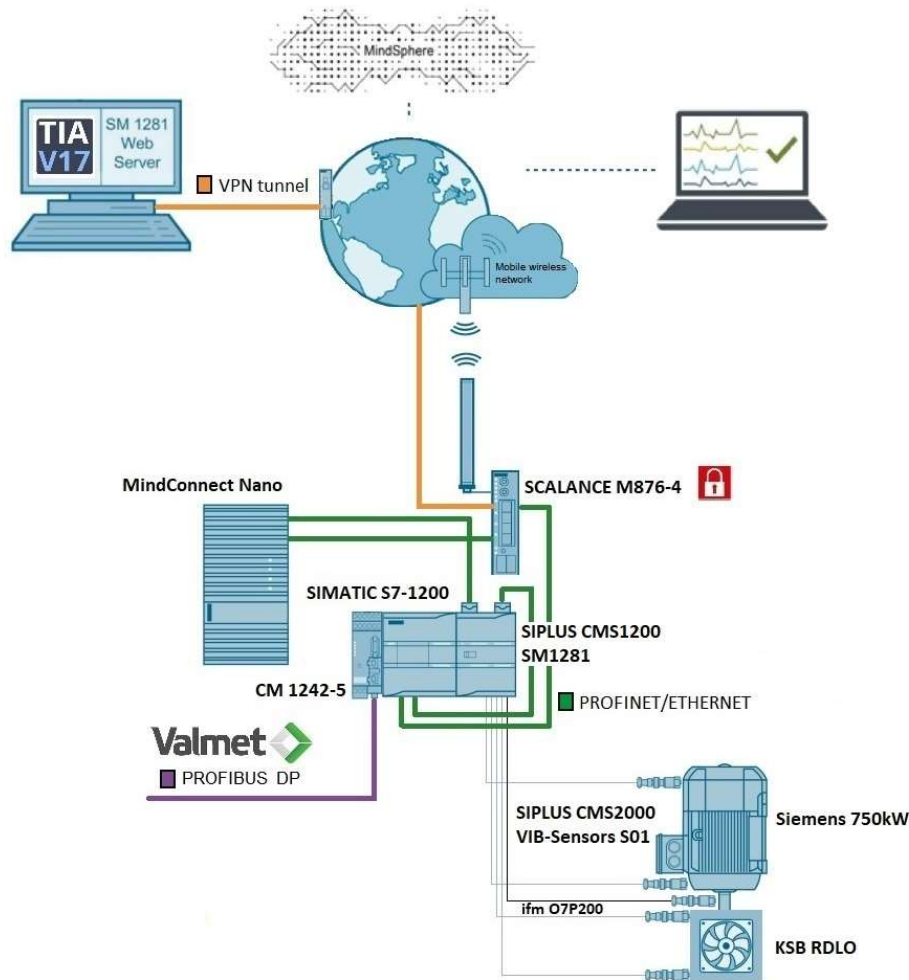 MindSphere
TIA
V17
SM 1281
Web
Server
VPN tunnel
Mobile wireless
network
MindConnect Nano
SCALANCE M876-4
SIMATIC S7-1200
SIPLUS CMS1200
SM1281
CM 1242-5
PROFINET/ETHERNET
Valmet
PROFIBUS DP
SIPLUS CMS2000
VIB-Sensors S01
Siemens 750kW
ifm O7P200
KSB RDLO